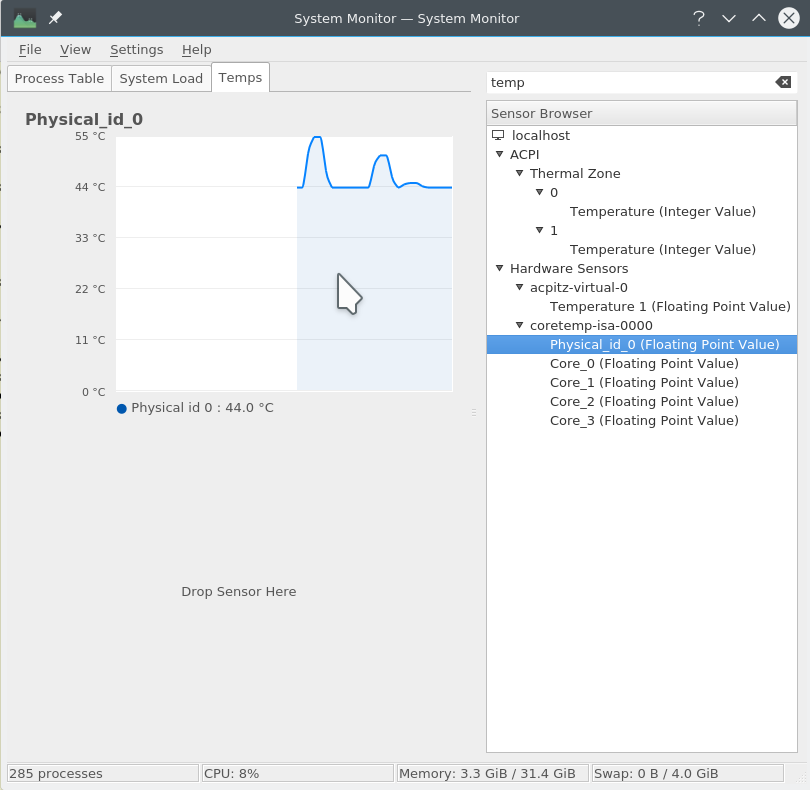 System Monitor — System Monitor
File View Settings Help
Process Table System Load Temps
Physical_id_0
55 °C
44 °C
33 °C
22 °C
11 °C
0 °C
Physical id 0 : 44.0 °C
Drop Sensor Here
temp
Sensor Browser
localhost
ACPI
Thermal Zone
0
Temperature (Integer Value)
1
Temperature (Integer Value)
Hardware Sensors
acpitz-virtual-0
Temperature 1 (Floating Point Value)
coretemp-isa-0000
Physical_id_0 (Floating Point Value)
Core_0 (Floating Point Value)
Core_1 (Floating Point Value)
Core_2 (Floating Point Value)
Core_3 (Floating Point Value)
285 processes CPU: 8% Memory: 3.3 GiB / 31.4 GiB Swap: 0 B / 4.0 GiB